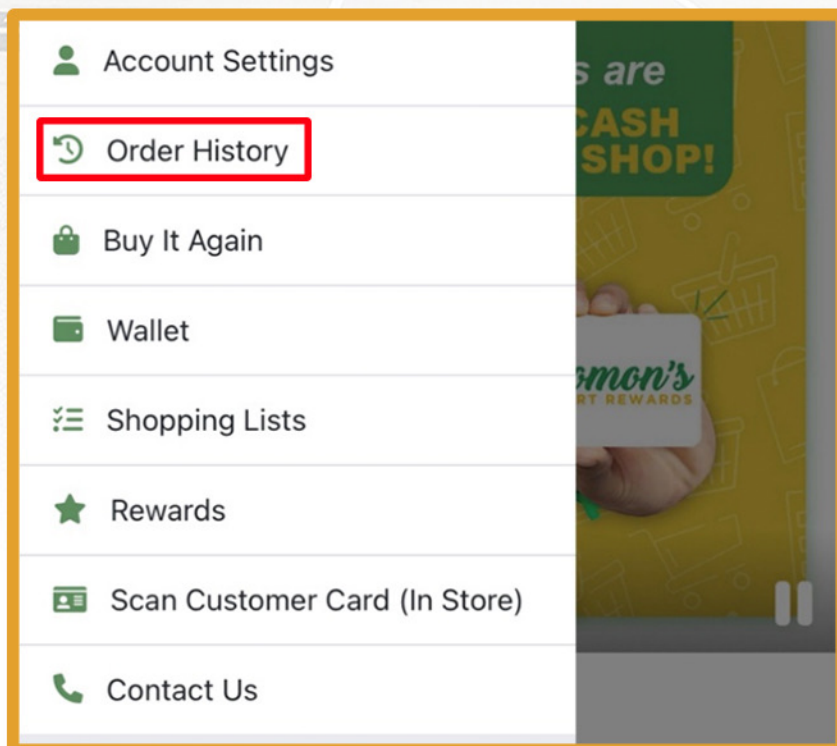 Account Settings
Order History
Buy It Again
Wallet
Shopping Lists
Rewards
Scan Customer Card (In Store)
Contact Us
s are
CASH
SHOP!
omon's
RT REWARDS